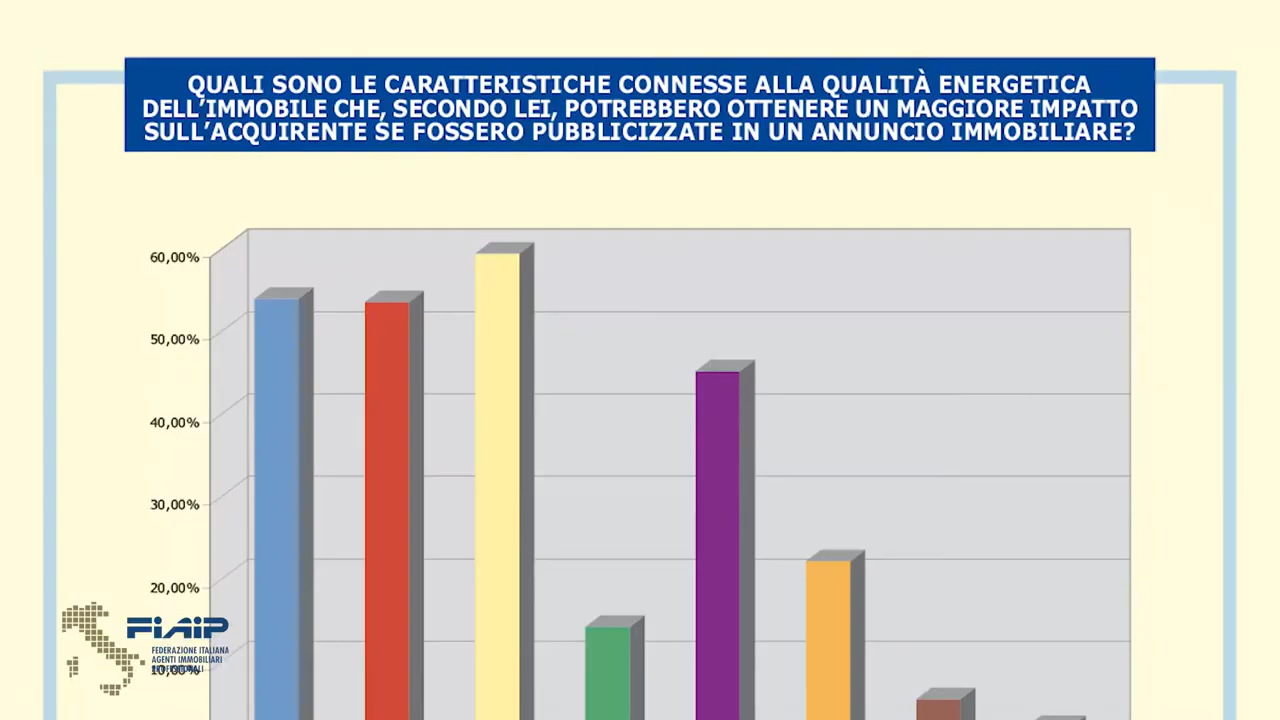 QUALI SONO LE CARATTERISTICHE CONNESSE ALLA QUALITÀ ENERGETICA
DELL'IMMOBILE CHE, SECONDO LEI, POTREBBERO OTTENERE UN MAGGIORE IMPATTO
SULL'ACQUIRENTE SE FOSSERO PUBBLICIZZATE IN UN ANNUNCIO IMMOBILIARE?
60,00%
50,00%
40,00%
30,00%
20,00%
10,00%
FIAIP
FEDERAZIONE ITALIANA
AGENTI IMMOBILIARI
PROFESSIONALI